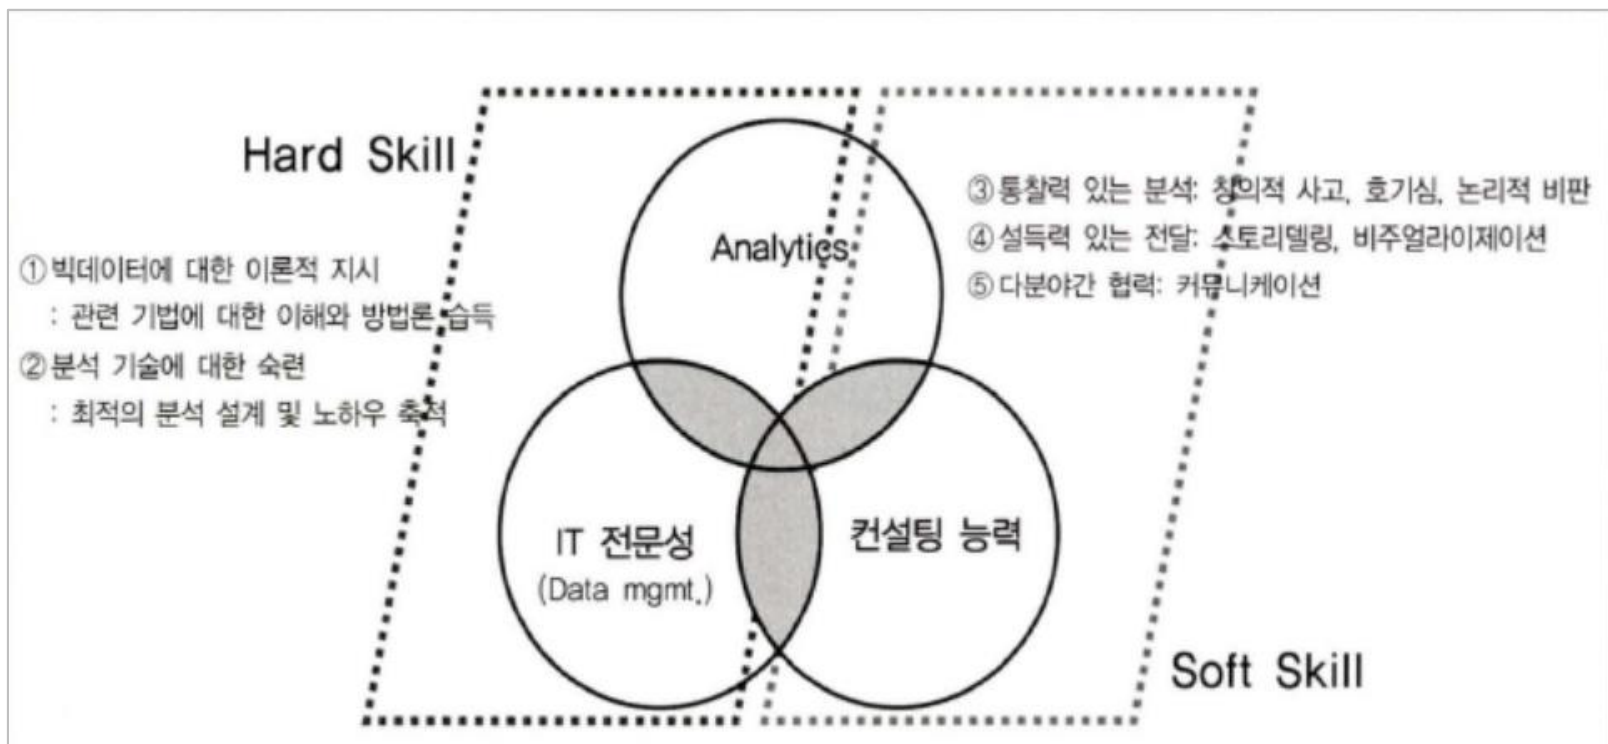 Hard Skill
① 빅데이터에 대한 이론적 지시
: 관련 기법에 대한 이해와 방법론 습득
② 분석 기술에 대한 숙련
: 최적의 분석 설계 및 노하우 축적
Analytics
③ 통찰력 있는 분석: 창의적 사고, 호기심, 논리적 비판
④ 설득력 있는 전달: 스토리델링, 비주얼라이제이션
⑤ 다분야간 협력: 커뮤니케이션
IT 전문성
(Data mgmt.)
컨설팅 능력
Soft Skill